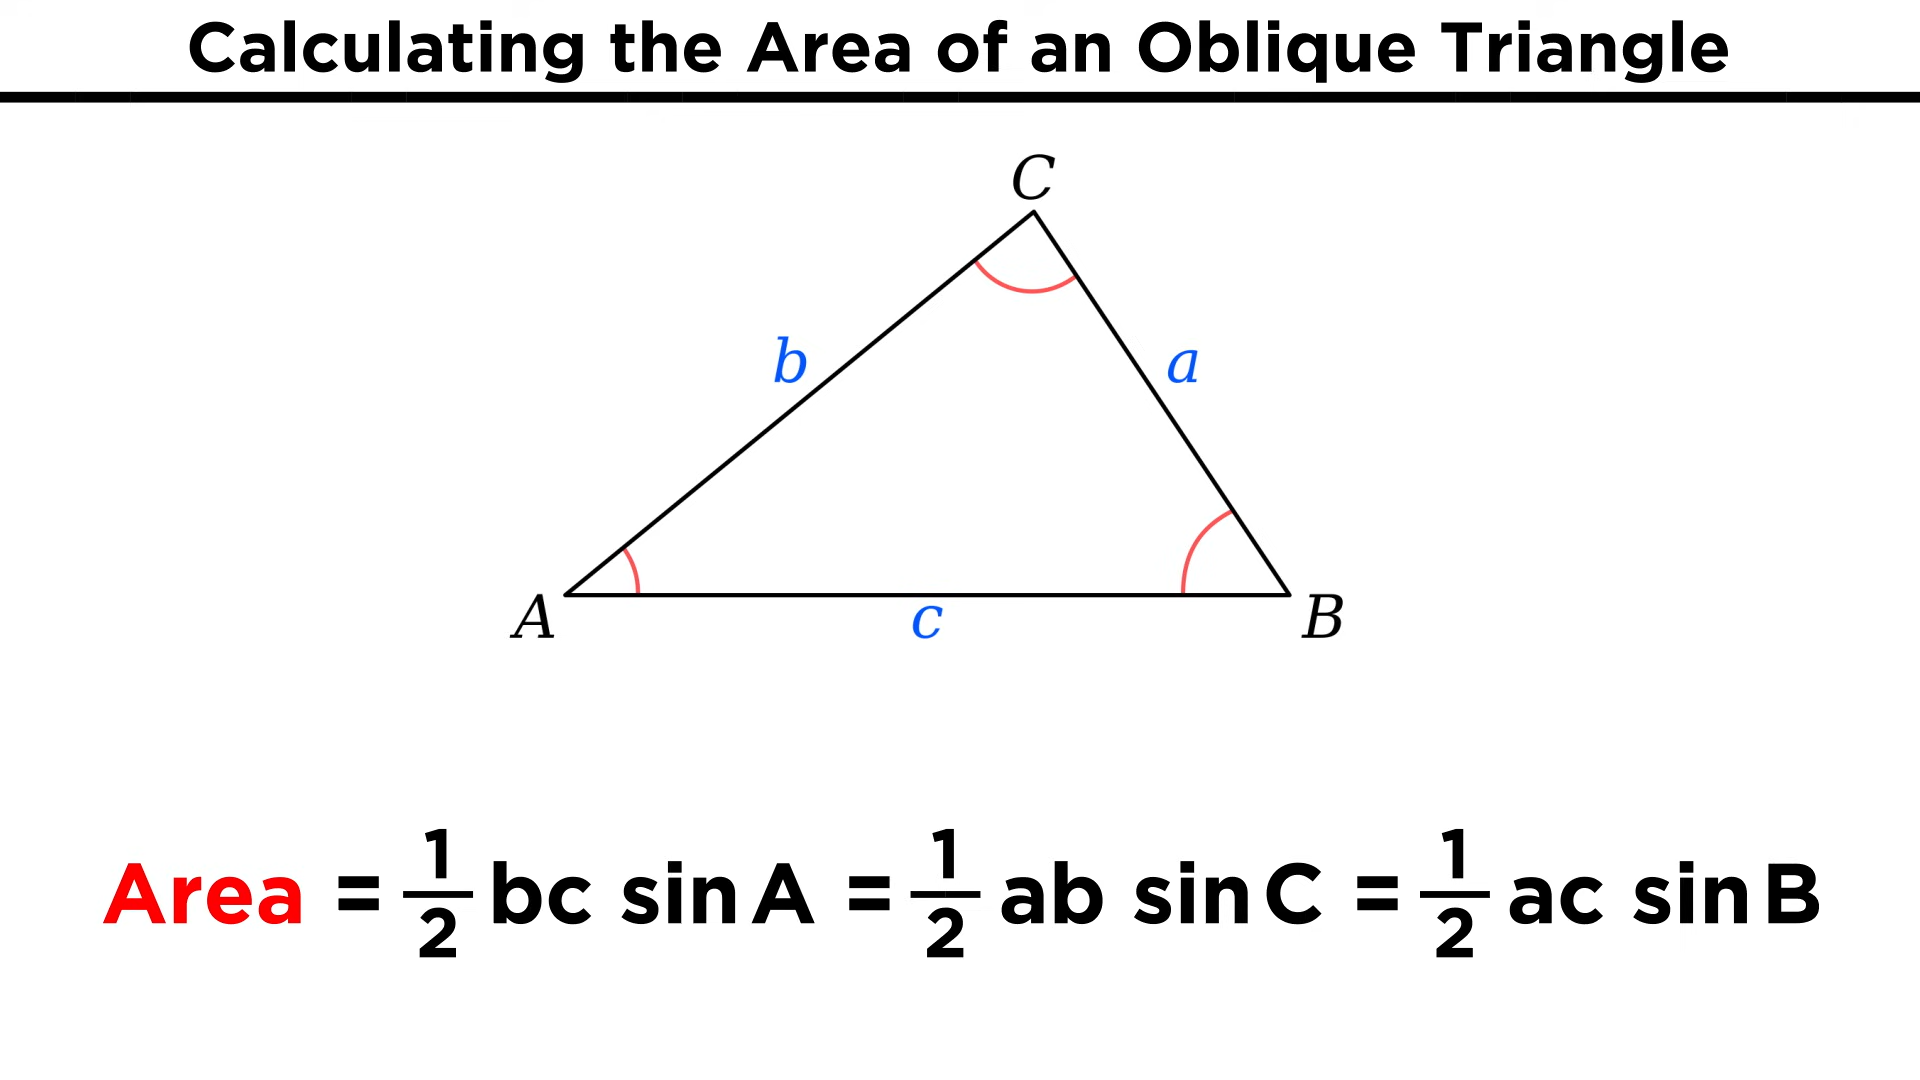 Calculating the Area of an Oblique Triangle
C
b
a
A
c
B
Area = 1/2 bc sin A = 1/2 ab sin C = 1/2 ac sin B